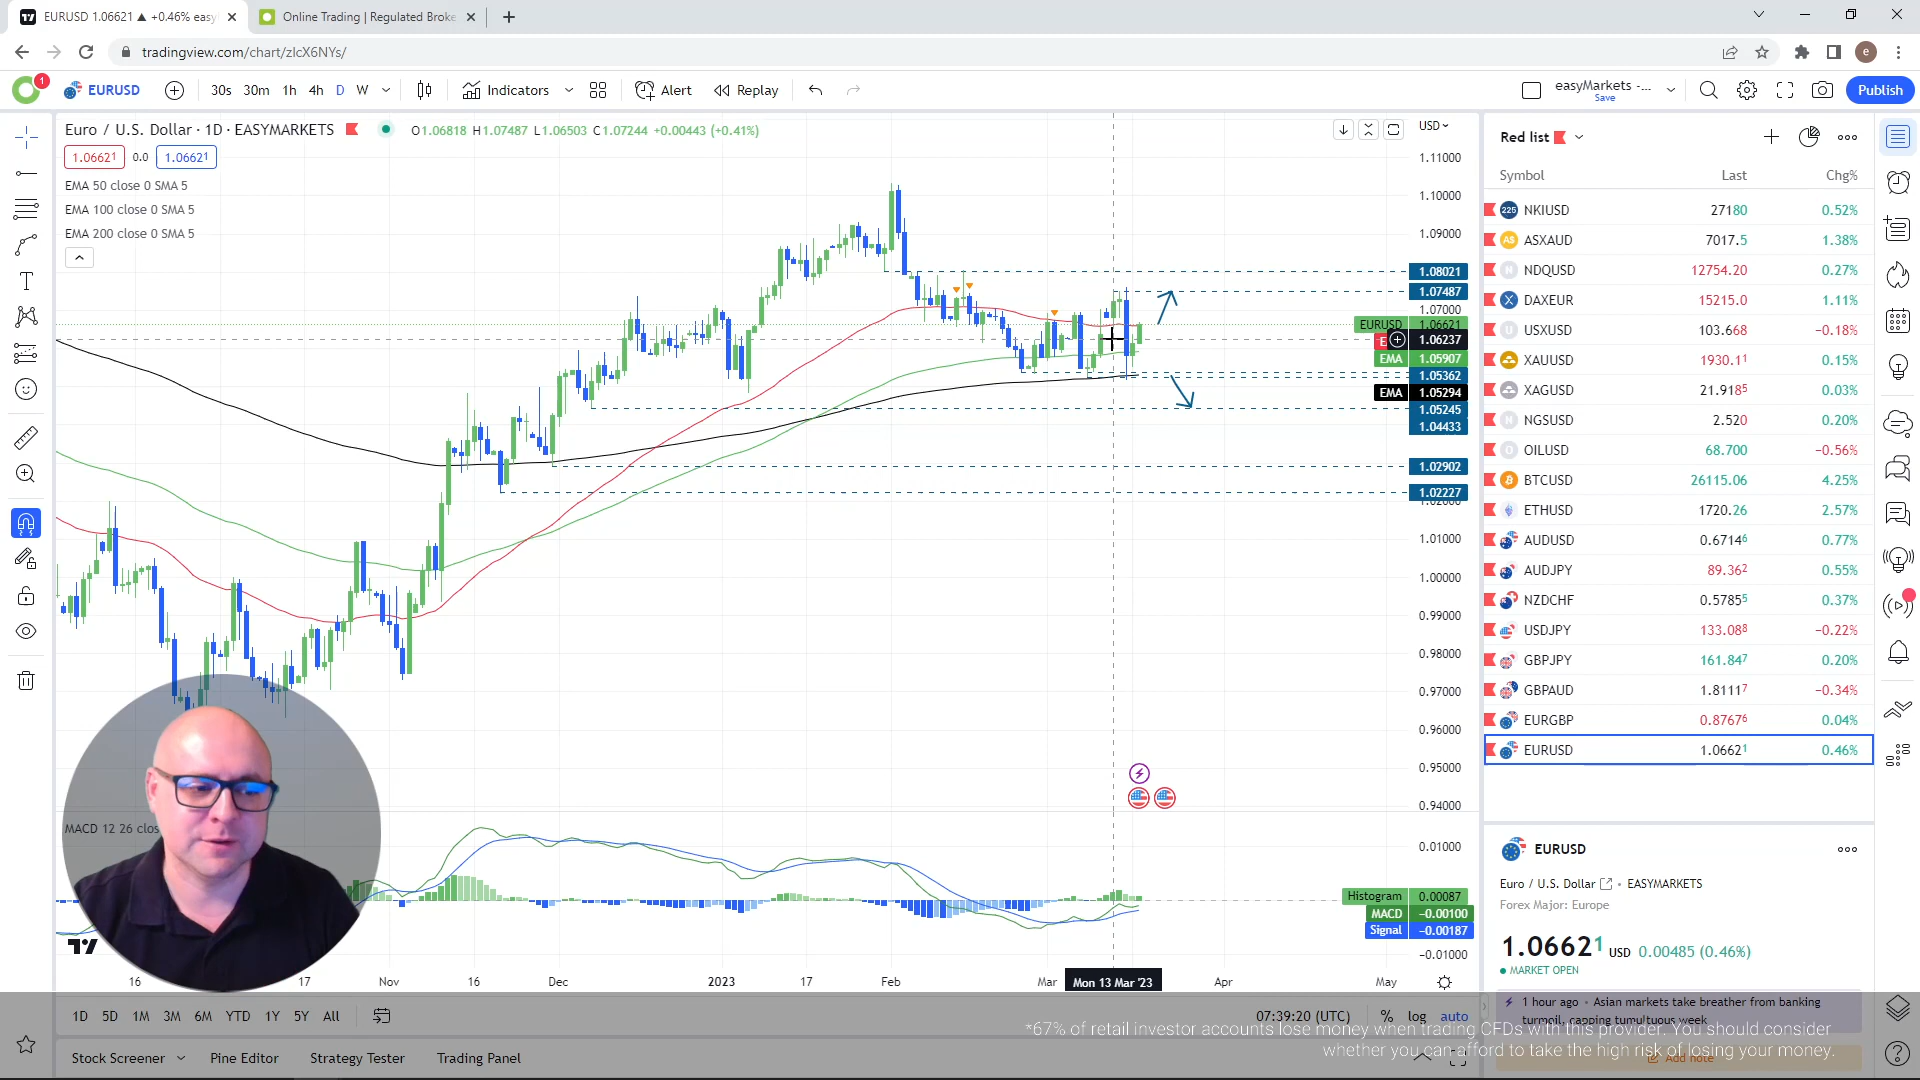 EURUSD 1.06621 ▲ +0.46% easy
Online Trading | Regulated Broke
tradingview.com/chart/zIcX6NYs/
e
1
EURUSD
30s 30m 1h 4h D W
Indicators
Alert
Replay
easyMarkets -...
Save
Publish
Euro / U.S. Dollar · 1D · EASYMARKETS
O1.06818 H1.07487 L1.06503 C1.07244 +0.00443 (+0.41%)
1.06621 0.0 1.06621
EMA 50 close 0 SMA 5
EMA 100 close 0 SMA 5
EMA 200 close 0 SMA 5
USD
1.11000
1.10000
1.09000
1.08021
1.07487
1.07000
EURUSD 1.06621
1.06237
EMA 1.05907
1.05362
EMA 1.05294
1.05245
1.04433
1.02902
1.02227
1.01000
1.00000
0.99000
0.98000
0.97000
0.96000
0.95000
0.94000
MACD 12 26 clos
0.01000
Histogram 0.00087
MACD −0.00100
Signal −0.00187
−0.01000
16 17 Nov 16 Dec 2023 17 Feb Mar Mon 13 Mar '23 Apr May
1D 5D 1M 3M 6M YTD 1Y 5Y All
07:39:20 (UTC) % log auto
Stock Screener Pine Editor Strategy Tester Trading Panel
Red list
Symbol Last Chg%
NKIUSD 27180 0.52%
ASXAUD 7017.5 1.38%
NDQUSD 12754.20 0.27%
DAXEUR 15215.0 1.11%
USXUSD 103.668 −0.18%
XAUUSD 1930.11 0.15%
XAGUSD 21.9185 0.03%
NGSUSD 2.520 0.20%
OILUSD 68.700 −0.56%
BTCUSD 26115.06 4.25%
ETHUSD 1720.26 2.57%
AUDUSD 0.67146 0.77%
AUDJPY 89.362 0.55%
NZDCHF 0.57855 0.37%
USDJPY 133.088 −0.22%
GBPJPY 161.847 0.20%
GBPAUD 1.81117 −0.34%
EURGBP 0.87676 0.04%
EURUSD 1.06621 0.46%
EURUSD
Euro / U.S. Dollar · EASYMARKETS
Forex Major: Europe
1.06621 USD 0.00485 (0.46%)
MARKET OPEN
1 hour ago · Asian markets take breather from banking
turmoil, capping tumultuous week
Add note
*67% of retail investor accounts lose money when trading CFDs with this provider. You should consider
whether you can afford to take the high risk of losing your money.